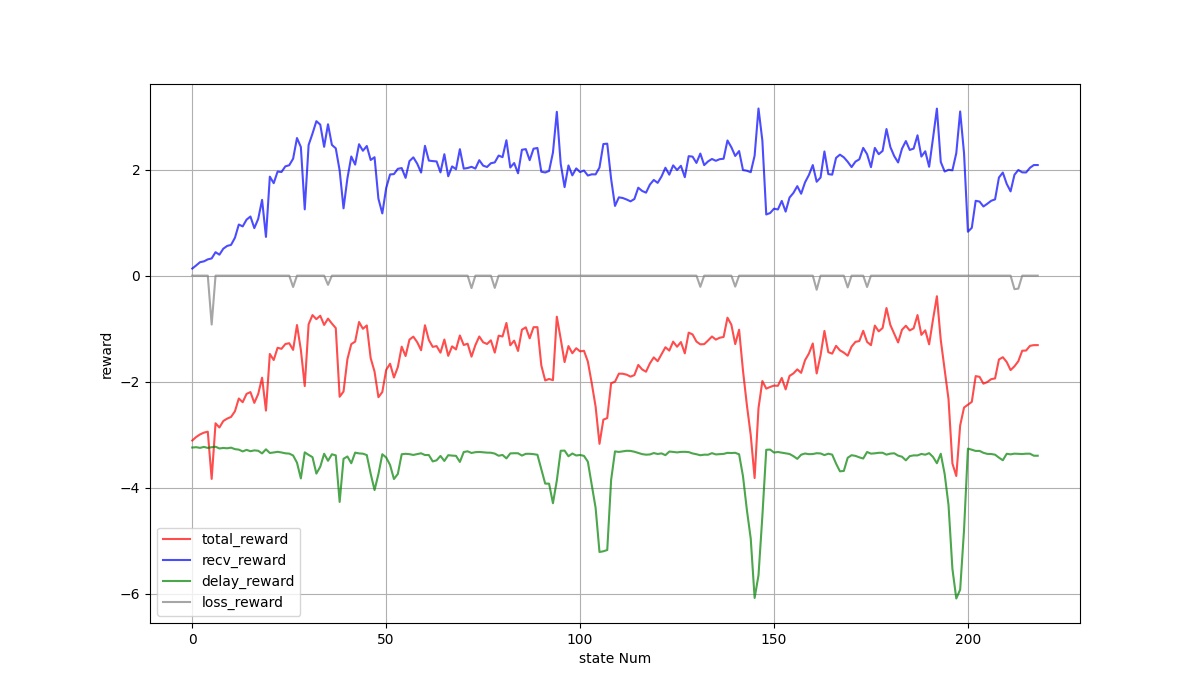 reward
2
0
−2
−4
−6
total_reward
recv_reward
delay_reward
loss_reward
0 50 100 150 200
state Num